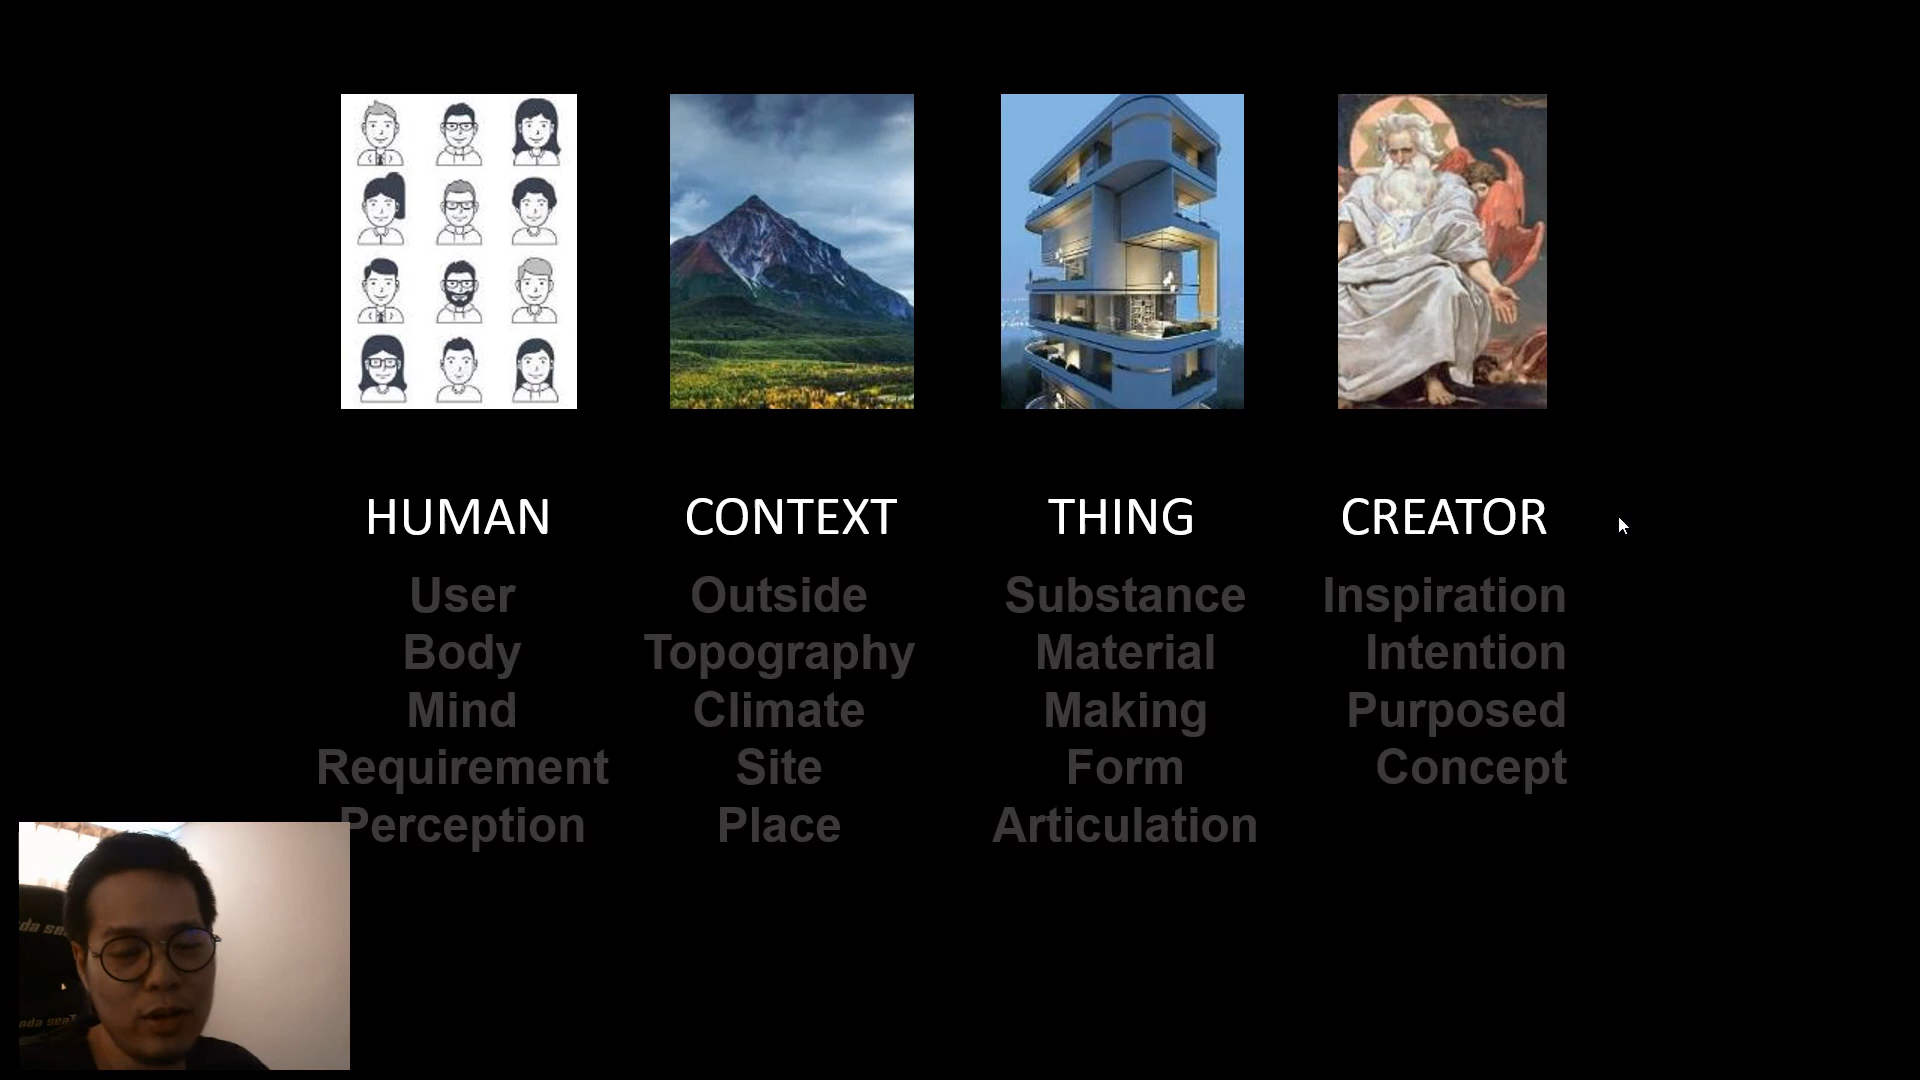 HUMAN
CONTEXT
THING
CREATOR
User
Body
Mind
Requirement
Perception
Outside
Topography
Climate
Site
Place
Substance
Material
Making
Form
Articulation
Inspiration
Intention
Purposed
Concept